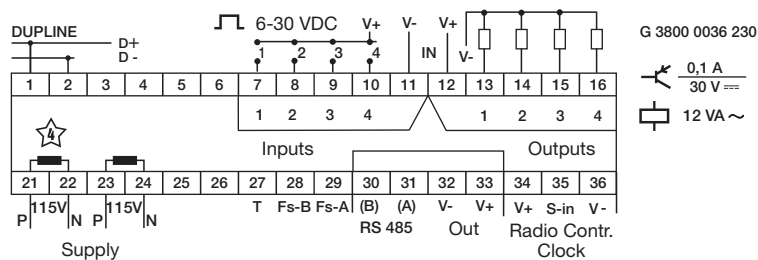 6-30 VDC V+ V- V+
G 3800 0036 230
DUPLINE D+
D -
1 2 3 4 IN V-
0,1 A
30 V
1 2 3 4 5 6 7 8 9 10 11 12 13 14 15 16
12 VA ~
1 2 3 4 1 2 3 4
4
Inputs Outputs
21 22 23 24 25 26 27 28 29 30 31 32 33 34 35 36
P 115V N P 115V N T Fs-B Fs-A (B) (A) V- V+ V+ S-in V -
RS 485 Out Radio Contr.
Supply Clock